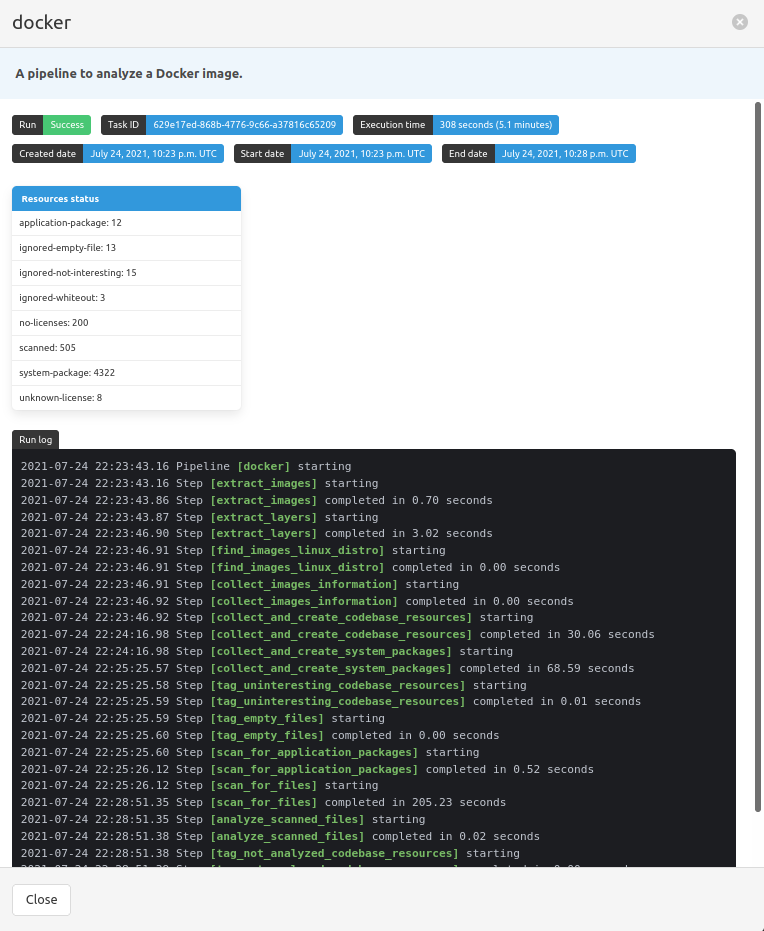 docker
A pipeline to analyze a Docker image.
Run Success Task ID 629e17ed-868b-4776-9c66-a37816c65209 Execution time 308 seconds (5.1 minutes)
Created date July 24, 2021, 10:23 p.m. UTC Start date July 24, 2021, 10:23 p.m. UTC End date July 24, 2021, 10:28 p.m. UTC
Resources status
application-package: 12
ignored-empty-file: 13
ignored-not-interesting: 15
ignored-whiteout: 3
no-licenses: 200
scanned: 505
system-package: 4322
unknown-license: 8
Run log
2021-07-24 22:23:43.16 Pipeline [docker] starting
2021-07-24 22:23:43.16 Step [extract_images] starting
2021-07-24 22:23:43.86 Step [extract_images] completed in 0.70 seconds
2021-07-24 22:23:43.87 Step [extract_layers] starting
2021-07-24 22:23:46.90 Step [extract_layers] completed in 3.02 seconds
2021-07-24 22:23:46.91 Step [find_images_linux_distro] starting
2021-07-24 22:23:46.91 Step [find_images_linux_distro] completed in 0.00 seconds
2021-07-24 22:23:46.91 Step [collect_images_information] starting
2021-07-24 22:23:46.92 Step [collect_images_information] completed in 0.00 seconds
2021-07-24 22:23:46.92 Step [collect_and_create_codebase_resources] starting
2021-07-24 22:24:16.98 Step [collect_and_create_codebase_resources] completed in 30.06 seconds
2021-07-24 22:24:16.98 Step [collect_and_create_system_packages] starting
2021-07-24 22:25:25.57 Step [collect_and_create_system_packages] completed in 68.59 seconds
2021-07-24 22:25:25.58 Step [tag_uninteresting_codebase_resources] starting
2021-07-24 22:25:25.59 Step [tag_uninteresting_codebase_resources] completed in 0.01 seconds
2021-07-24 22:25:25.59 Step [tag_empty_files] starting
2021-07-24 22:25:25.60 Step [tag_empty_files] completed in 0.00 seconds
2021-07-24 22:25:25.60 Step [scan_for_application_packages] starting
2021-07-24 22:25:26.12 Step [scan_for_application_packages] completed in 0.52 seconds
2021-07-24 22:25:26.12 Step [scan_for_files] starting
2021-07-24 22:28:51.35 Step [scan_for_files] completed in 205.23 seconds
2021-07-24 22:28:51.35 Step [analyze_scanned_files] starting
2021-07-24 22:28:51.38 Step [analyze_scanned_files] completed in 0.02 seconds
2021-07-24 22:28:51.38 Step [tag_not_analyzed_codebase_resources] starting
Close